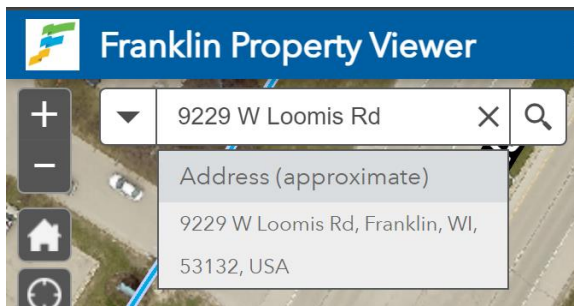 Franklin Property Viewer
9229 W Loomis Rd
Address (approximate)
9229 W Loomis Rd, Franklin, WI,
53132, USA